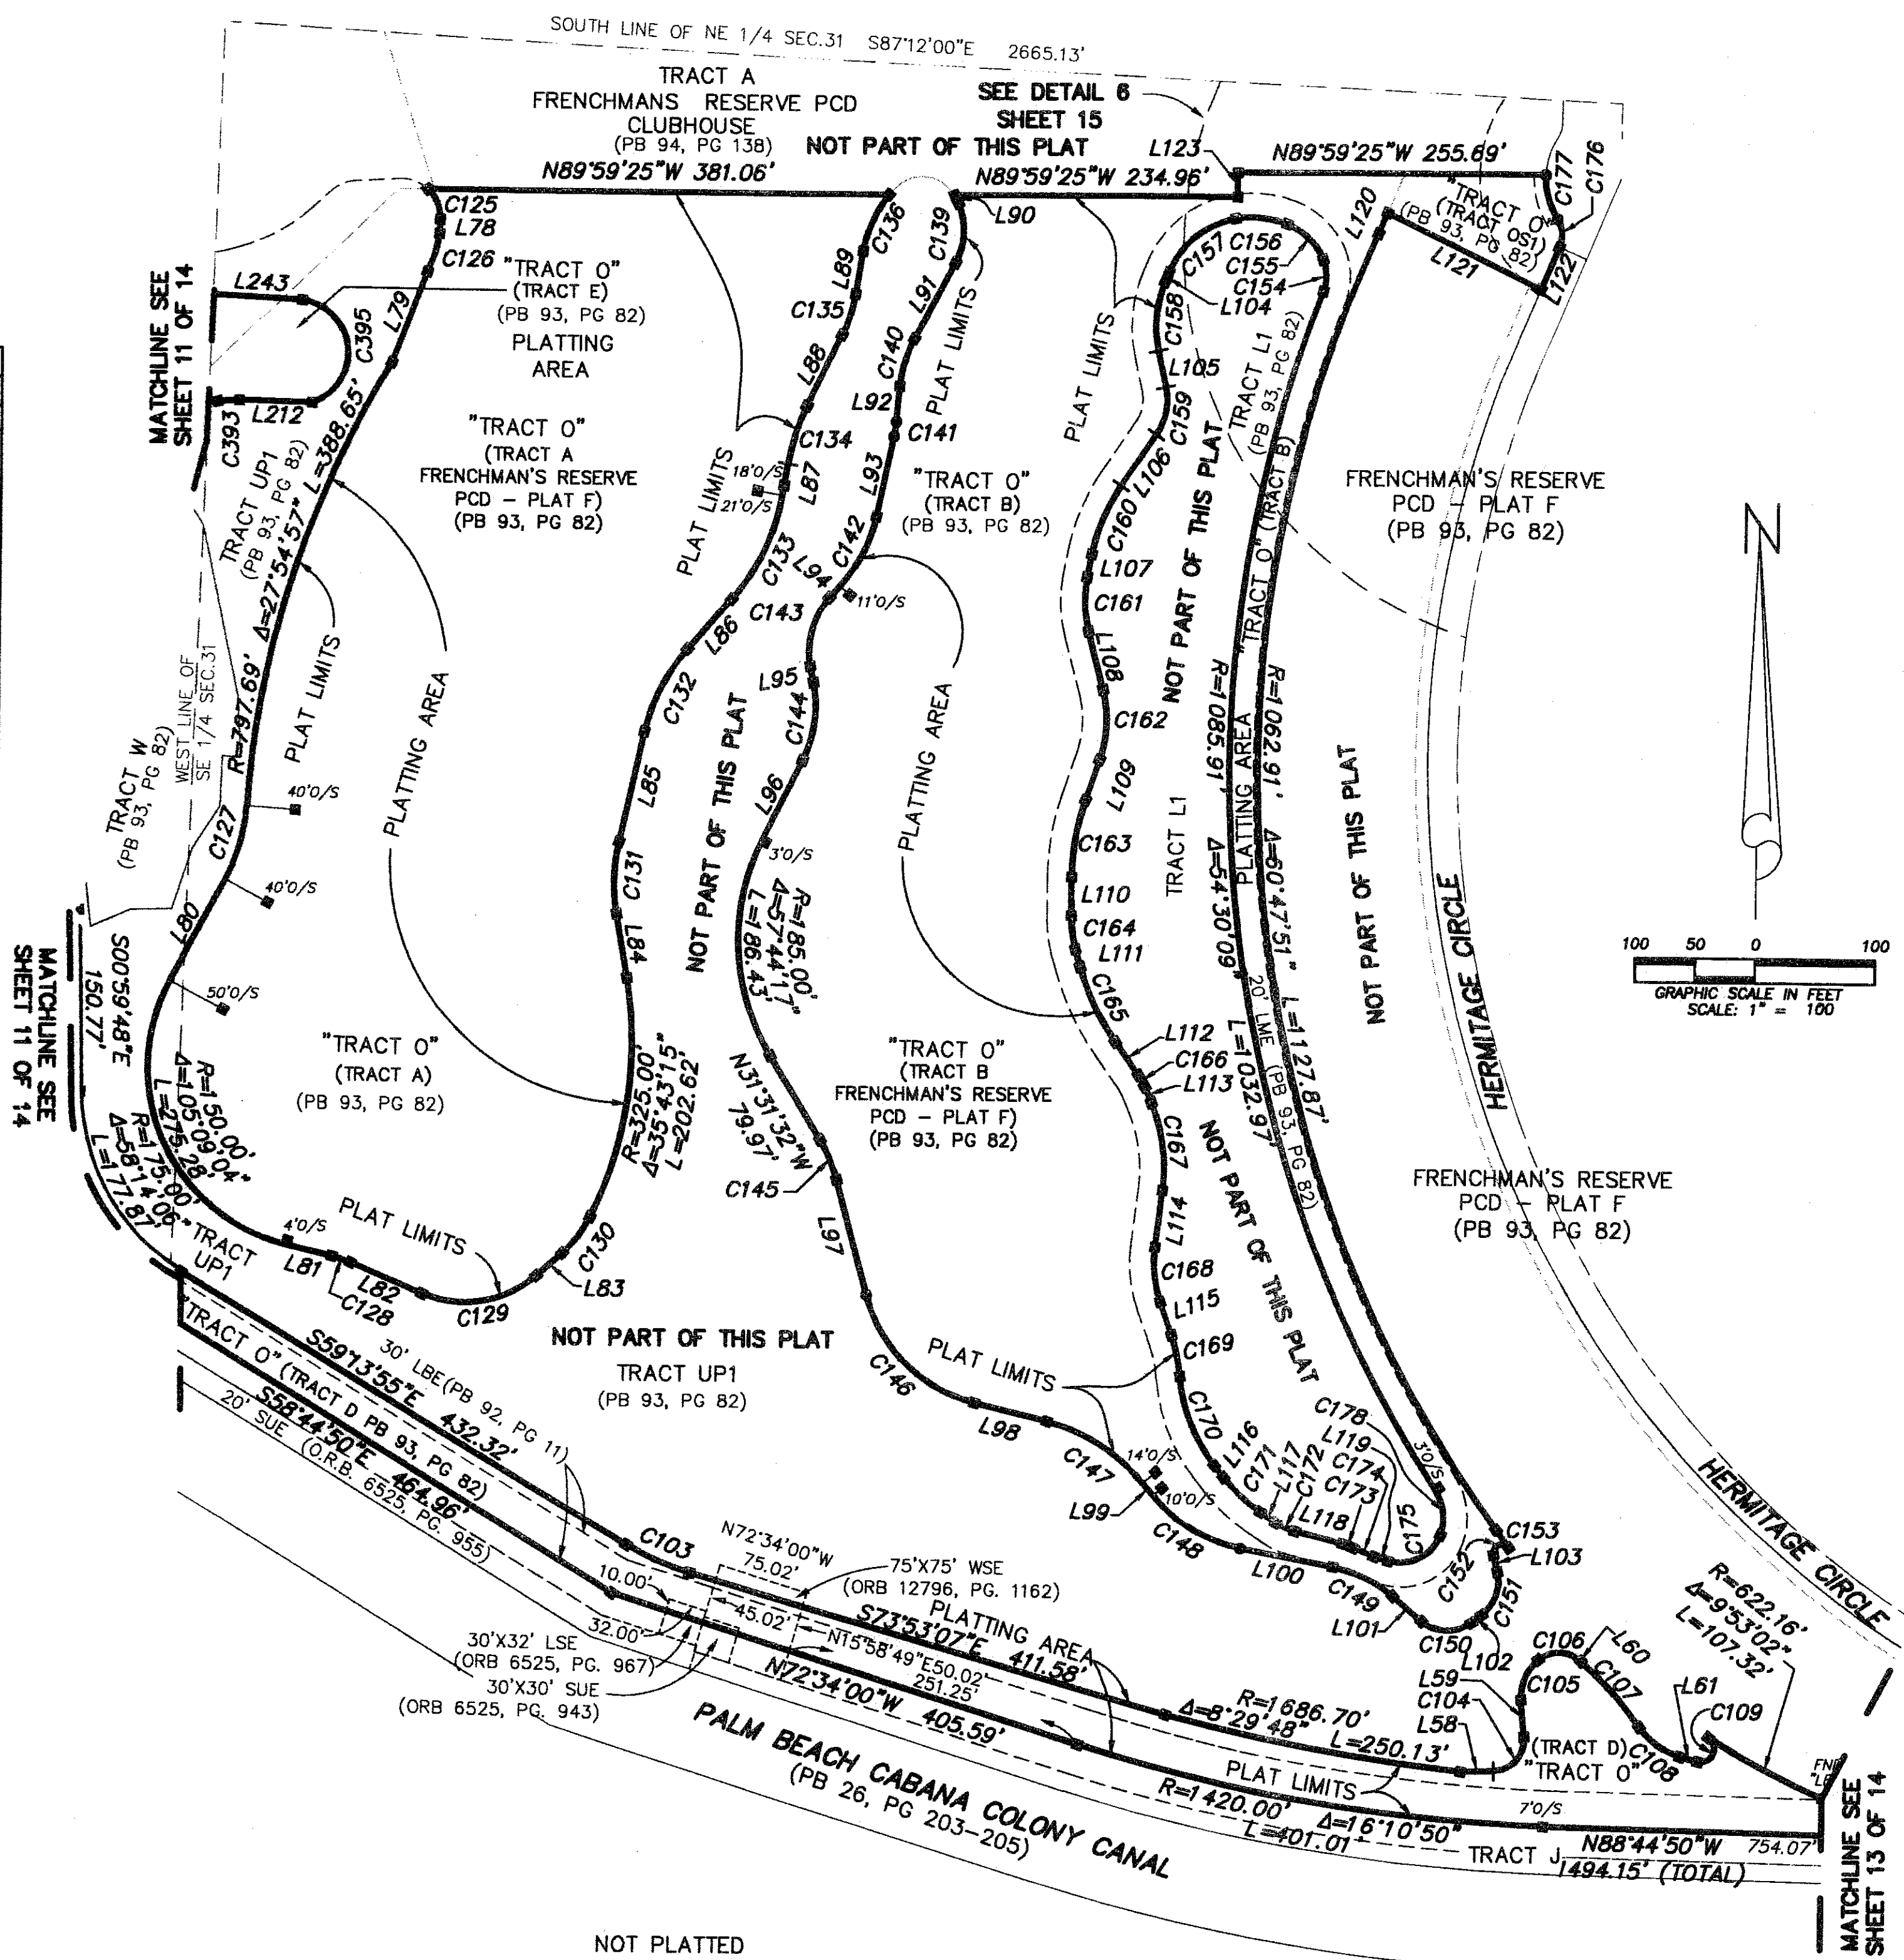 SOUTH LINE OF NE 1/4 SEC.31 S87°12'00"E 2665.13'
TRACT A
FRENCHMANS RESERVE PCD
CLUBHOUSE
(PB 94, PG 138)
SEE DETAIL 6
SHEET 15
NOT PART OF THIS PLAT
N89°59'25"W 381.06'
N89°59'25"W 234.96'
L123
N89°59'25"W 255.69'
C177
C176
"TRACT O"
(TRACT OS1)
(PB 93, PG 82)
L120
L121
L122
C125
L78
C126
L79
"TRACT O"
(TRACT E)
(PB 93, PG 82)
PLATTING
AREA
MATCHLINE SEE
SHEET 11 OF 14
L243
C395
L212
C393
C136
L89
C135
L88
C134
L87
18'O/S
21'O/S
C133
L86
C132
L85
C131
L84
C139
L90
L91
C140
L92
C141
L93
C142
L94
11'O/S
C143
L95
C144
L96
3'O/S
PLAT LIMITS
PLAT LIMITS
PLAT LIMITS
C157
C156
C155
C154
L104
C158
L105
C159
L106
C160
L107
C161
L108
C162
L109
C163
L110
C164
L111
C165
L112
C166
L113
C167
L114
C168
L115
C169
C170
L116
C171
L117
C172
L118
C173
C174
C175
L119
C178
3'O/S
TRACT L1
(PB 93, PG 82)
"TRACT O" (TRACT B)
NOT PART OF THIS PLAT
TRACT UP1
(PB 93, PG 82)
R=797.69' Δ=27°54'57" L=388.65'
PLAT LIMITS
"TRACT O"
(TRACT A
FRENCHMAN'S RESERVE
PCD - PLAT F)
(PB 93, PG 82)
"TRACT O"
(TRACT B)
(PB 93, PG 82)
FRENCHMAN'S RESERVE
PCD - PLAT F
(PB 93, PG 82)
N
WEST LINE OF
SE 1/4 SEC.31
TRACT W
(PB 93, PG 82)
C127
40'O/S
40'O/S
L80
50'O/S
PLATTING AREA
NOT PART OF THIS PLAT
PLATTING AREA
TRACT L1
R=1085.91' Δ=54°30'09" L=1032.97'
PLATTING AREA
R=1062.91' Δ=60°47'51" L=1127.87'
20' LME (PB 93, PG 82)
NOT PART OF THIS PLAT
HERMITAGE CIRCLE
100 50 0 100
GRAPHIC SCALE IN FEET
SCALE: 1" = 100
MATCHLINE SEE
SHEET 11 OF 14
S00°59'48"E
150.77'
R=150.00'
Δ=105°09'04"
L=275.28'
R=175.00'
Δ=58°14'06"
L=177.87'
"TRACT O"
(TRACT A)
(PB 93, PG 82)
R=325.00'
Δ=35°43'15"
L=202.62'
R=185.00'
Δ=57°44'17"
L=186.43'
N31°31'32"W
79.97'
"TRACT O"
(TRACT B
FRENCHMAN'S RESERVE
PCD - PLAT F)
(PB 93, PG 82)
NOT PART OF THIS PLAT
FRENCHMAN'S RESERVE
PCD - PLAT F
(PB 93, PG 82)
TRACT
UP1
4'O/S
L81
C128
L82
C129
L83
C130
PLAT LIMITS
C145
L97
C146
L98
C147
14'O/S
10'O/S
L99
C148
L100
C149
L101
C150
L102
C151
C152
L103
C153
PLAT LIMITS
NOT PART OF THIS PLAT
TRACT UP1
(PB 93, PG 82)
S59°13'55"E 432.32'
30' LBE(PB 92, PG 11)
"TRACT O" (TRACT D PB 93, PG 82)
S58°44'50"E 464.96'
20' SUE (O.R.B. 6525, PG. 955)
C103
N72°34'00"W
75.02'
75'X75' WSE
(ORB 12796, PG. 1162)
10.00'
45.02'
32.00'
30'X32' LSE
(ORB 6525, PG. 967)
30'X30' SUE
(ORB 6525, PG. 943)
N15°58'49"E50.02'
251.25'
PLATTING AREA
S73°53'07"E 411.58'
N72°34'00"W 405.59'
R=1686.70'
Δ=8°29'48"
L=250.13'
PLAT LIMITS
R=1420.00' Δ=16°10'50"
L=401.01'
L59
C104
L58
C105
C106
L60
C107
L61
C109
C108
(TRACT D)
"TRACT O"
R=622.16'
Δ=9°53'02"
L=107.32'
HERMITAGE CIRCLE
7'O/S
TRACT J
N88°44'50"W 754.07'
1494.15' (TOTAL)
MATCHLINE SEE
SHEET 13 OF 14
PALM BEACH CABANA COLONY CANAL
(PB 26, PG 203-205)
NOT PLATTED